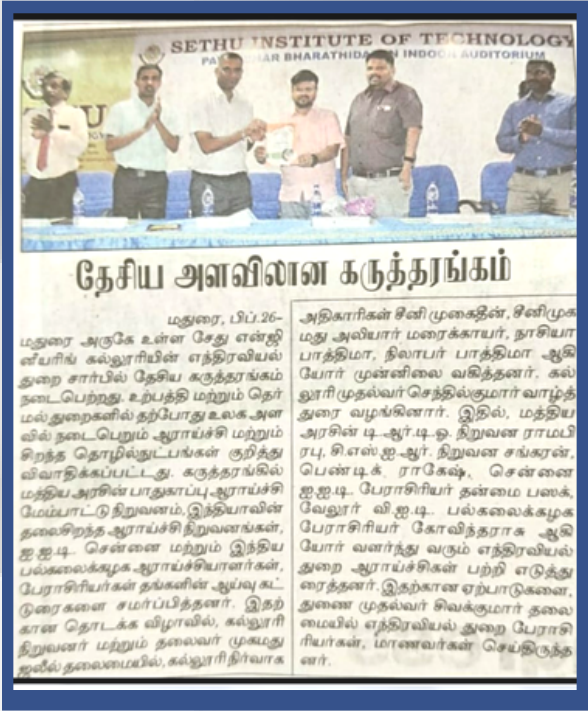 SETHU INSTITUTE OF TECHNOLOGY
BHARATHIDASAN INDOOR AUDITORIUM
தேசிய அளவிலான கருத்தரங்கம்
மதுரை, பிப்.26-
மதுரை அருகே உள்ள சேது என்ஜி
னீயரிங் கல்லூரியின் எந்திரவியல்
துறை சார்பில் தேசிய கருத்தரங்கம்
நடைபெற்றது. உற்பத்தி மற்றும் தெர்
மல் துறைகளில் தற்போது உலக அள
வில் நடைபெறும் ஆராய்ச்சி மற்றும்
சிறந்த தொழில்நுட்பங்கள் குறித்து
விவாதிக்கப்பட்டது. கருத்தரங்கில்
மத்திய அரசின் பாதுகாப்பு ஆராய்ச்சி
மேம்பாட்டு நிறுவனம், இந்தியாவின்
தலைசிறந்த ஆராய்ச்சி நிறுவனங்கள்,
ஐ.ஐ.டி. சென்னை மற்றும் இந்திய
பல்கலைக்கழக ஆராய்ச்சியாளர்கள்,
பேராசிரியர்கள் தங்களின் ஆய்வு கட்
டுரைகளை சமர்ப்பித்தனர். இதற்
கான தொடக்க விழாவில், கல்லூரி
நிறுவனர் மற்றும் தலைவர் முகமது
ஜலீல் தலைமையில், கல்லூரி நிர்வாக
அதிகாரிகள் சீனி முகைதீன், சீனிமுக
மது அலியார் மரைக்காயர், நாசியா
பாத்திமா, நிலாபர் பாத்திமா ஆகி
யோர் முன்னிலை வகித்தனர். கல்
லூரி முதல்வர் செந்தில்குமார் வாழ்த்
துரை வழங்கினார். இதில், மத்திய
அரசின் டி.ஆர்.டி.ஓ. நிறுவன ராமபி
ரபு, சி.எஸ்.ஐ.ஆர். நிறுவன சங்கரன்,
பெண்டிக் ராகேஷ், சென்னை
ஐ.ஐ.டி. பேராசிரியர் தன்மை பஸக்,
வேலூர் வி.ஐ.டி. பல்கலைக்கழக
பேராசிரியர் கோவிந்தராசு ஆகி
யோர் வளர்ந்து வரும் எந்திரவியல்
துறை ஆராய்ச்சிகள் பற்றி எடுத்து
ரைத்தனர். இதற்கான ஏற்பாடுகளை,
துணை முதல்வர் சிவக்குமார் தலை
மையில் எந்திரவியல் துறை பேராசி
ரியர்கள், மாணவர்கள் செய்திருந்த
னர்.